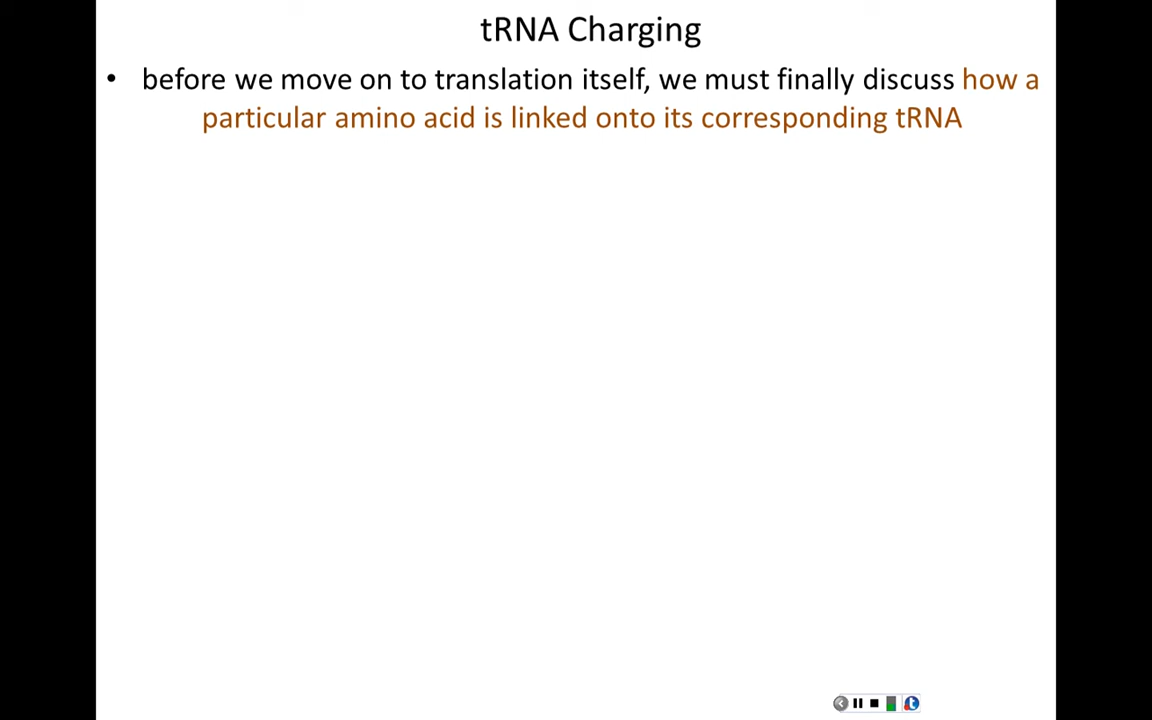 tRNA Charging
• before we move on to translation itself, we must finally discuss how a
particular amino acid is linked onto its corresponding tRNA